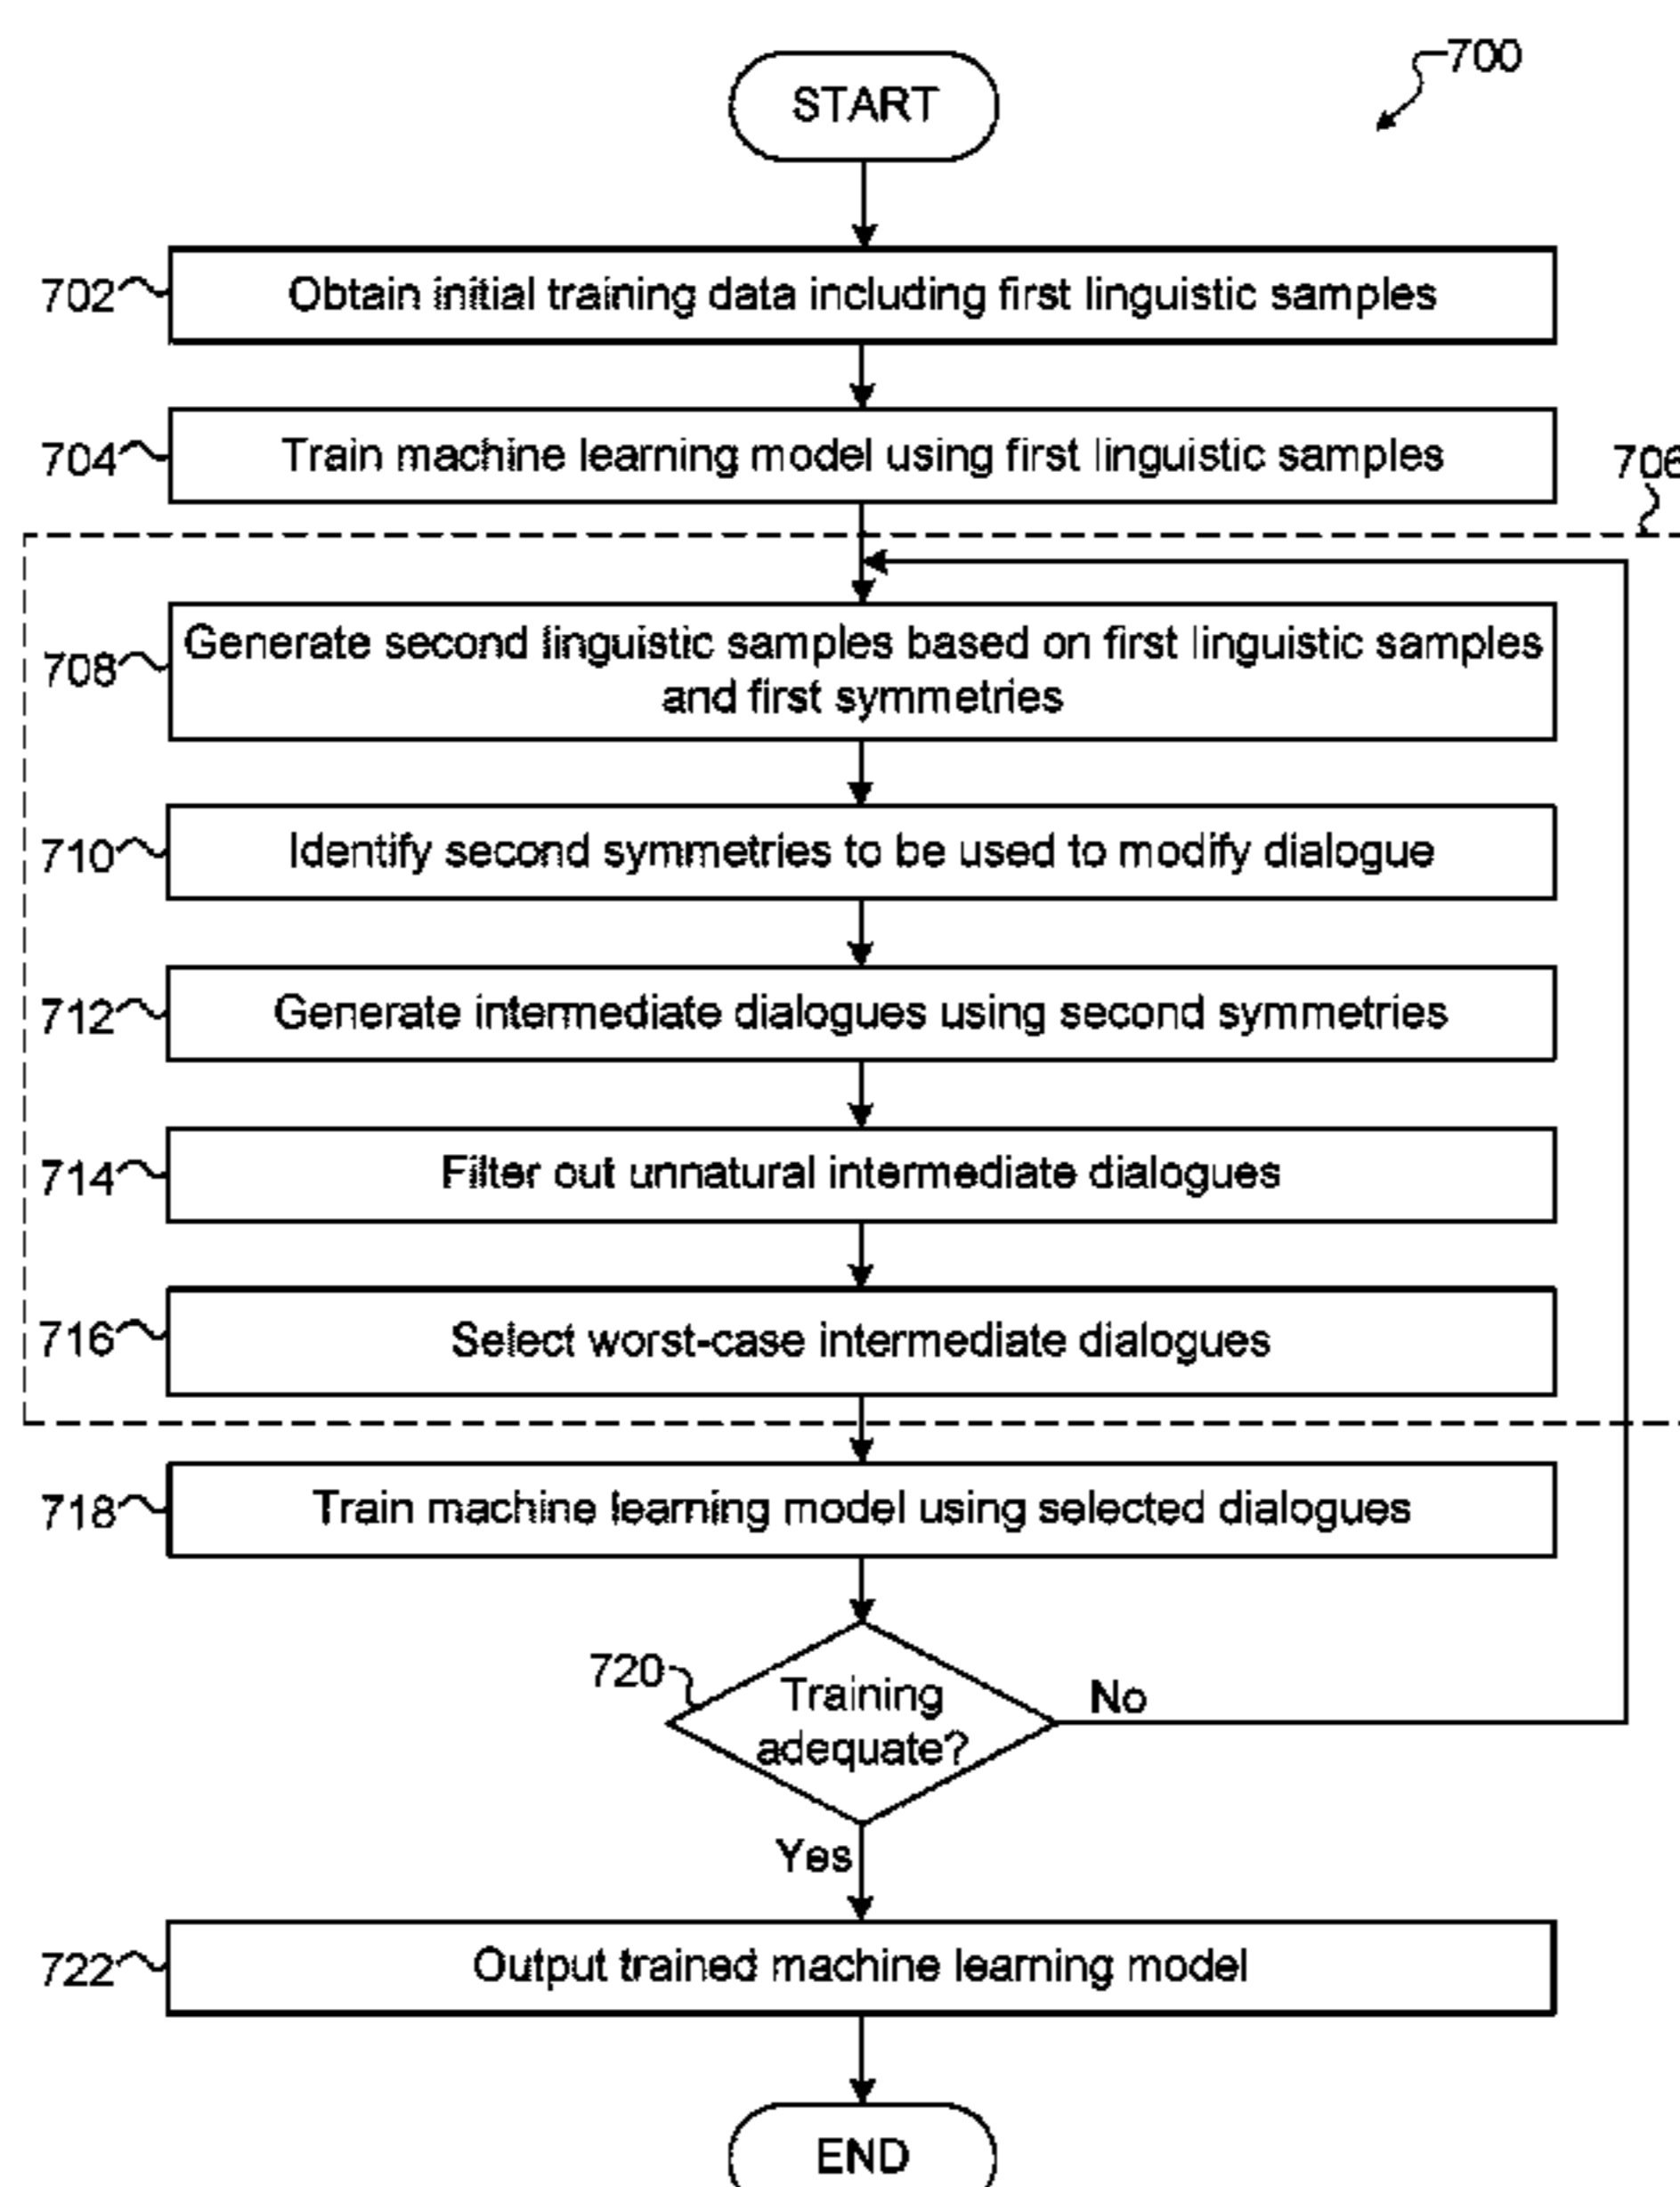 700
START
702 Obtain initial training data including first linguistic samples
704 Train machine learning model using first linguistic samples
706
708 Generate second linguistic samples based on first linguistic samples
and first symmetries
710 Identify second symmetries to be used to modify dialogue
712 Generate intermediate dialogues using second symmetries
714 Filter out unnatural intermediate dialogues
716 Select worst-case intermediate dialogues
718 Train machine learning model using selected dialogues
720 Training
adequate?
No
Yes
722 Output trained machine learning model
END